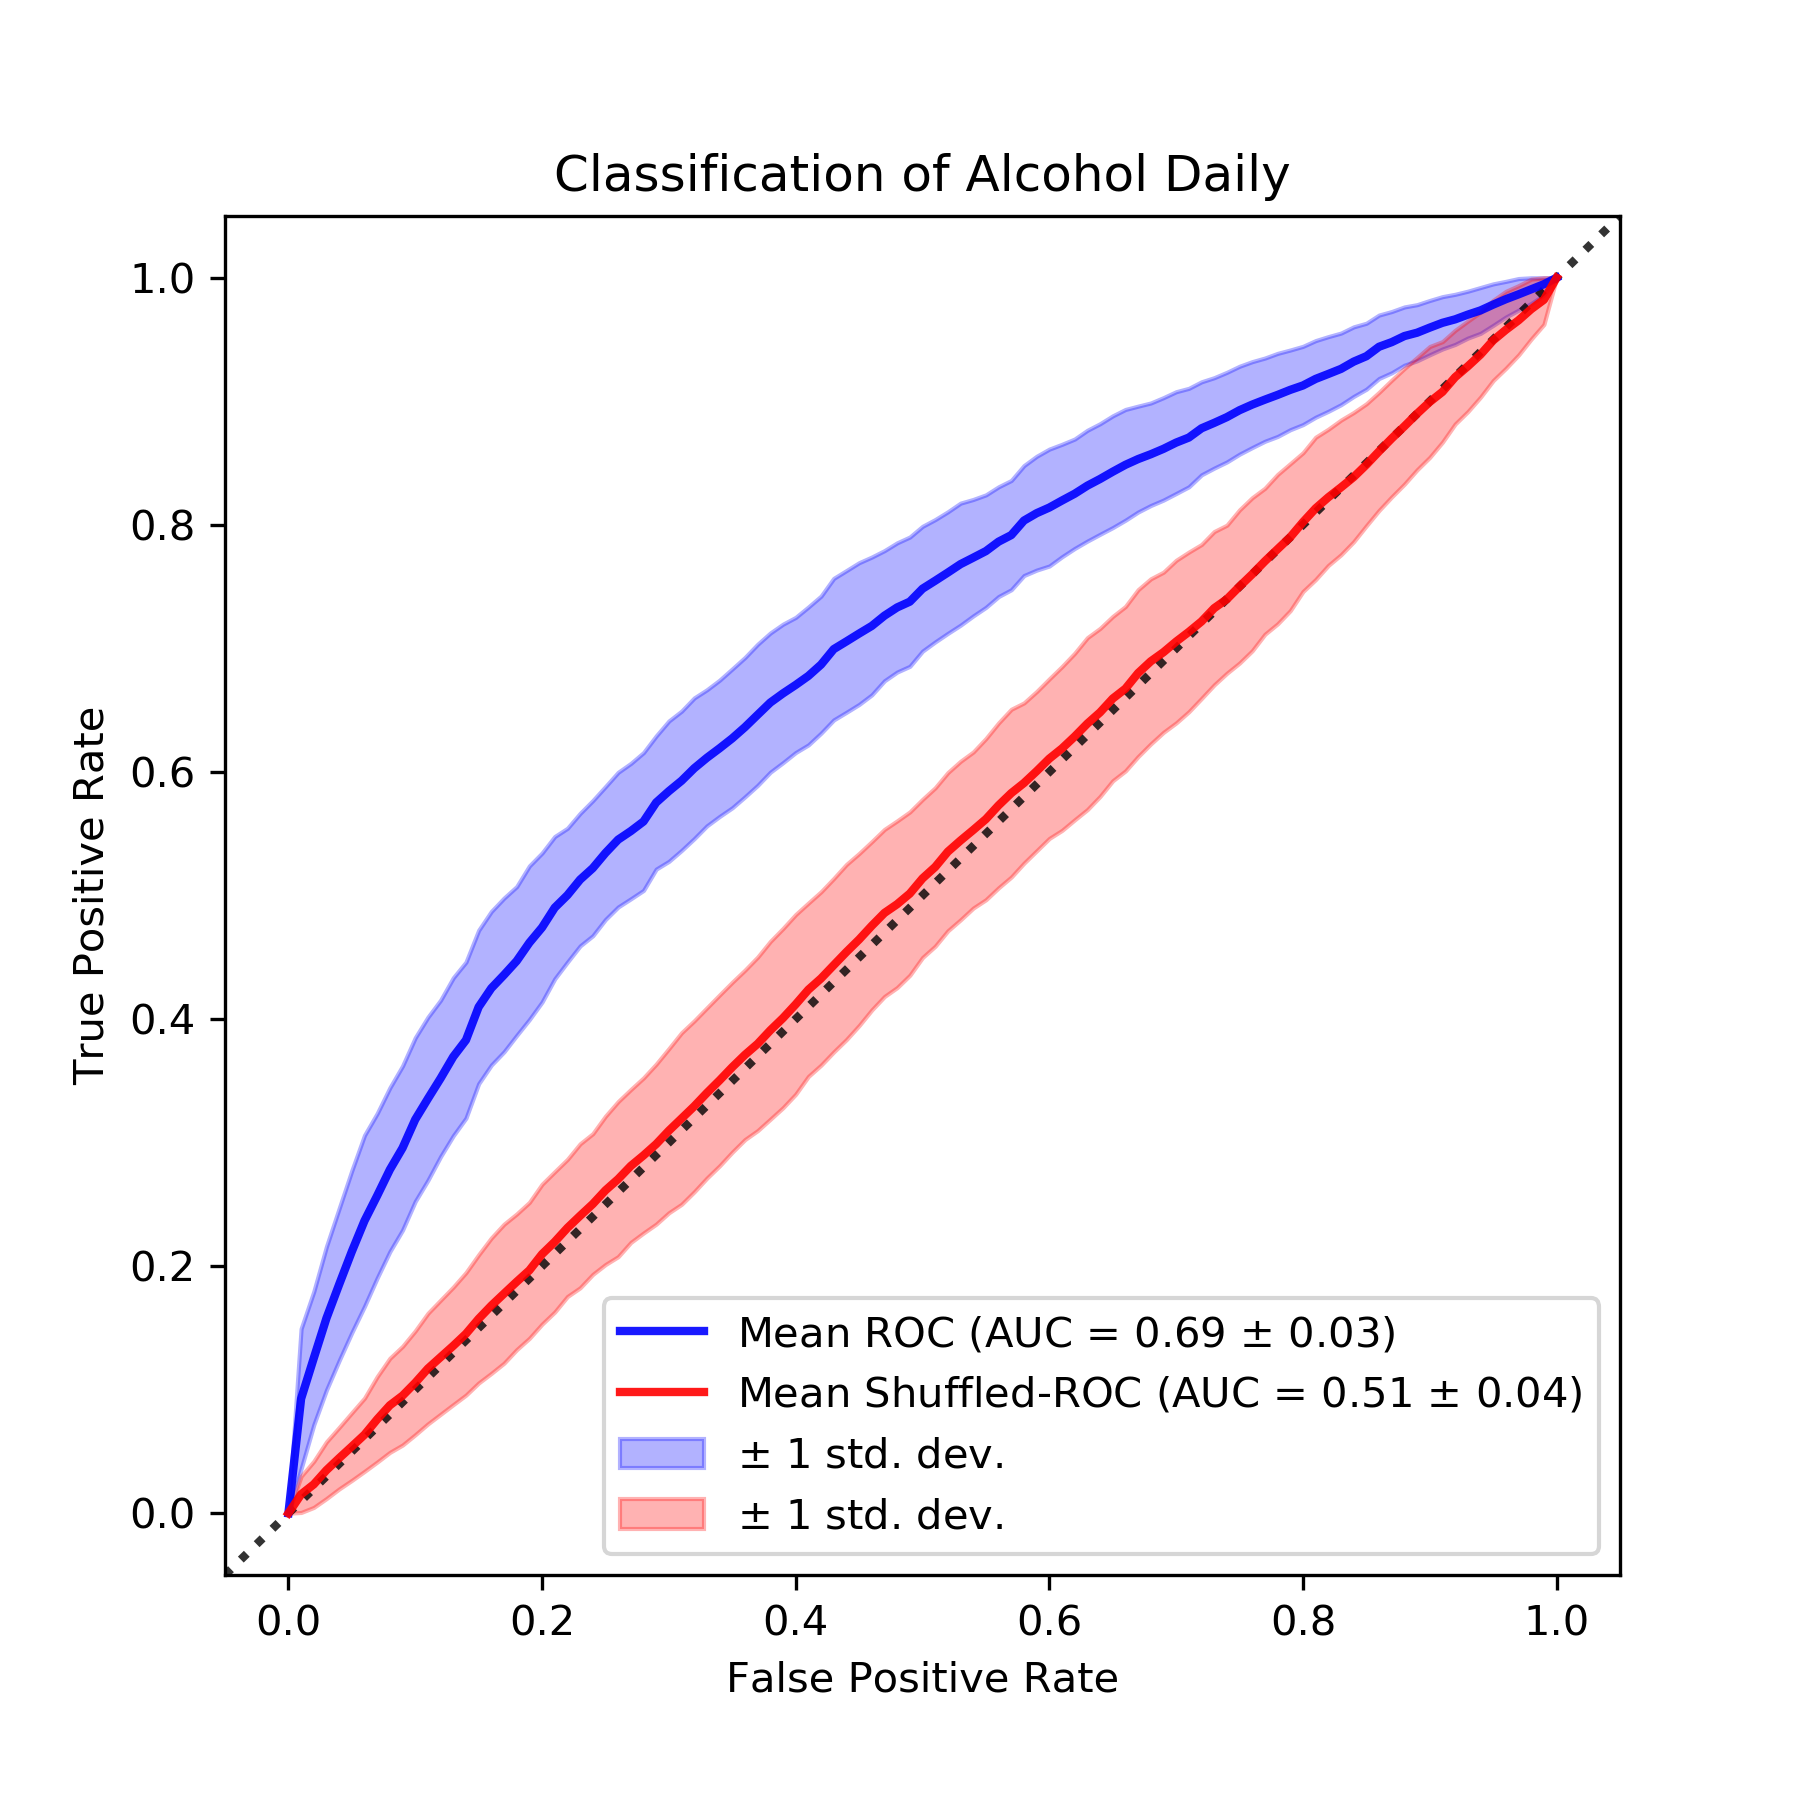 Classification of Alcohol Daily
1.0
0.8
0.6
0.4
0.2
0.0
True Positive Rate
Mean ROC (AUC = 0.69 ± 0.03)
Mean Shuffled-ROC (AUC = 0.51 ± 0.04)
± 1 std. dev.
± 1 std. dev.
0.0 0.2 0.4 0.6 0.8 1.0
False Positive Rate